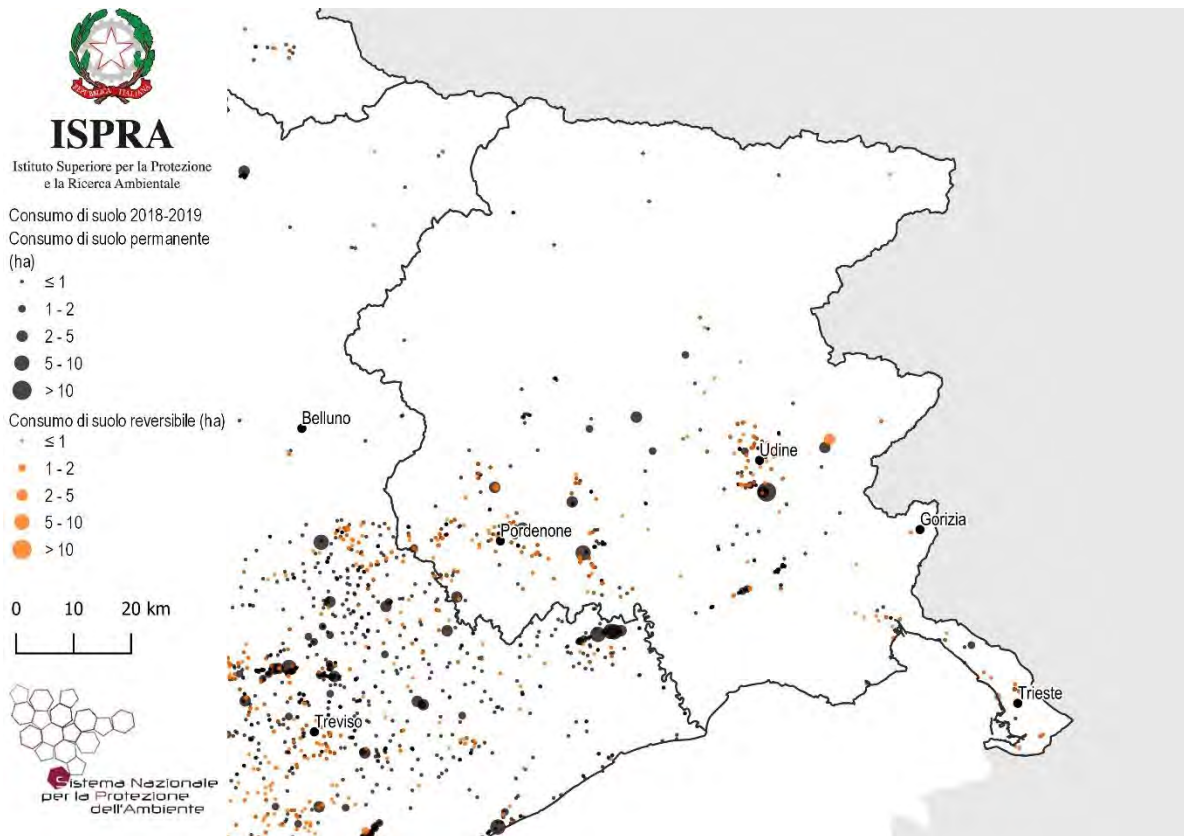 REPVBBLICA ITALIANA
ISPRA
Istituto Superiore per la Protezione
e la Ricerca Ambientale
Consumo di suolo 2018-2019
Consumo di suolo permanente
(ha)
≤ 1
1 - 2
2 - 5
5 - 10
> 10
Consumo di suolo reversibile (ha)
≤ 1
1 - 2
2 - 5
5 - 10
> 10
0 10 20 km
Sistema Nazionale
per la Protezione
dell'Ambiente
Belluno
Udine
Pordenone
Gorizia
Trieste
Treviso